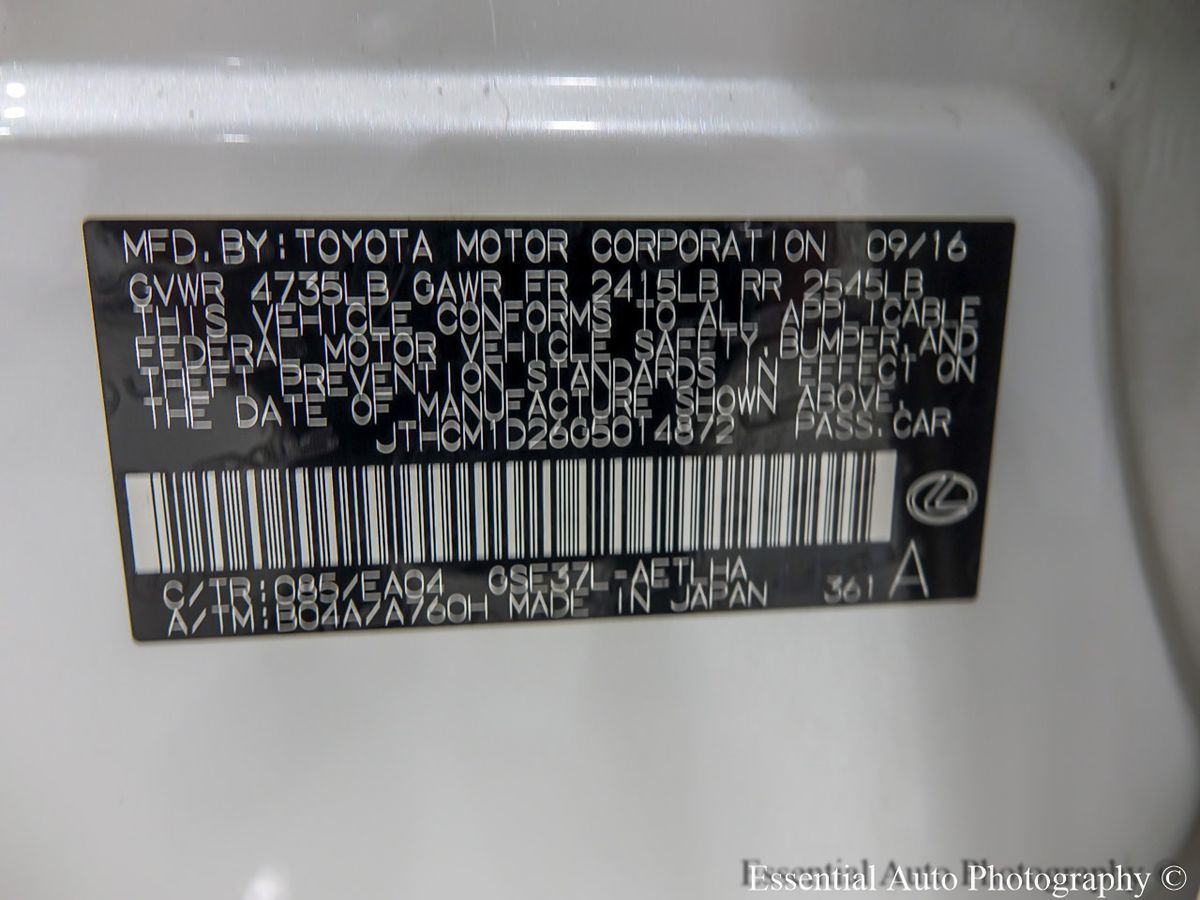 MFD.BY:TOYOTA MOTOR CORPORATION 09/16
GVWR 4735LB GAWR FR 2415LB RR 2545LB
THIS VEHICLE CONFORMS TO ALL APPLICABLE
FEDERAL MOTOR VEHICLE SAFETY,BUMPER,AND
THEFT PREVENTION STANDARDS IN EFFECT ON
THE DATE OF MANUFACTURE SHOWN ABOVE.
JTHCM1D26G5014872 PASS.CAR
C/TR:085/EA04 GSE37L-AETLHA
A/TM:B04A/A760H MADE IN JAPAN 361 A
Essential Auto Photography ©